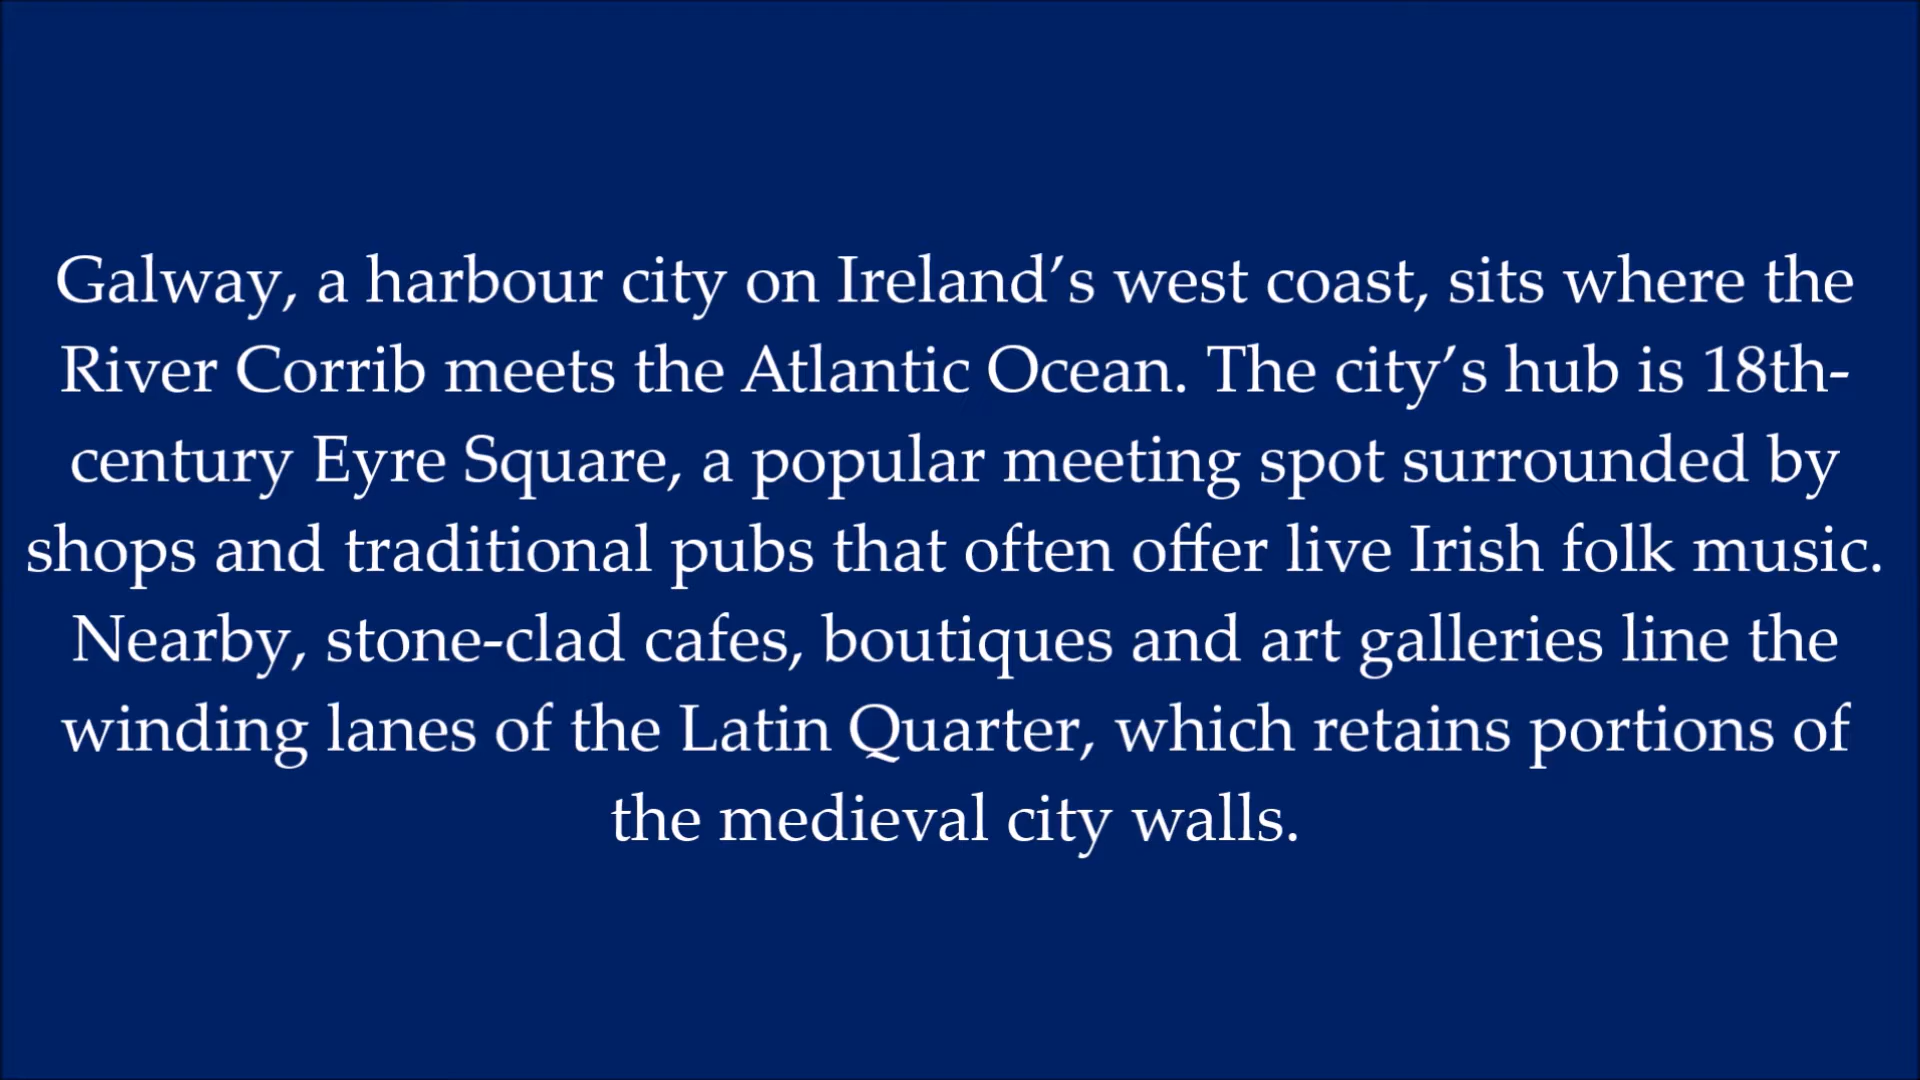 Galway, a harbour city on Ireland’s west coast, sits where the
River Corrib meets the Atlantic Ocean. The city’s hub is 18th-
century Eyre Square, a popular meeting spot surrounded by
shops and traditional pubs that often offer live Irish folk music.
Nearby, stone-clad cafes, boutiques and art galleries line the
winding lanes of the Latin Quarter, which retains portions of
the medieval city walls.